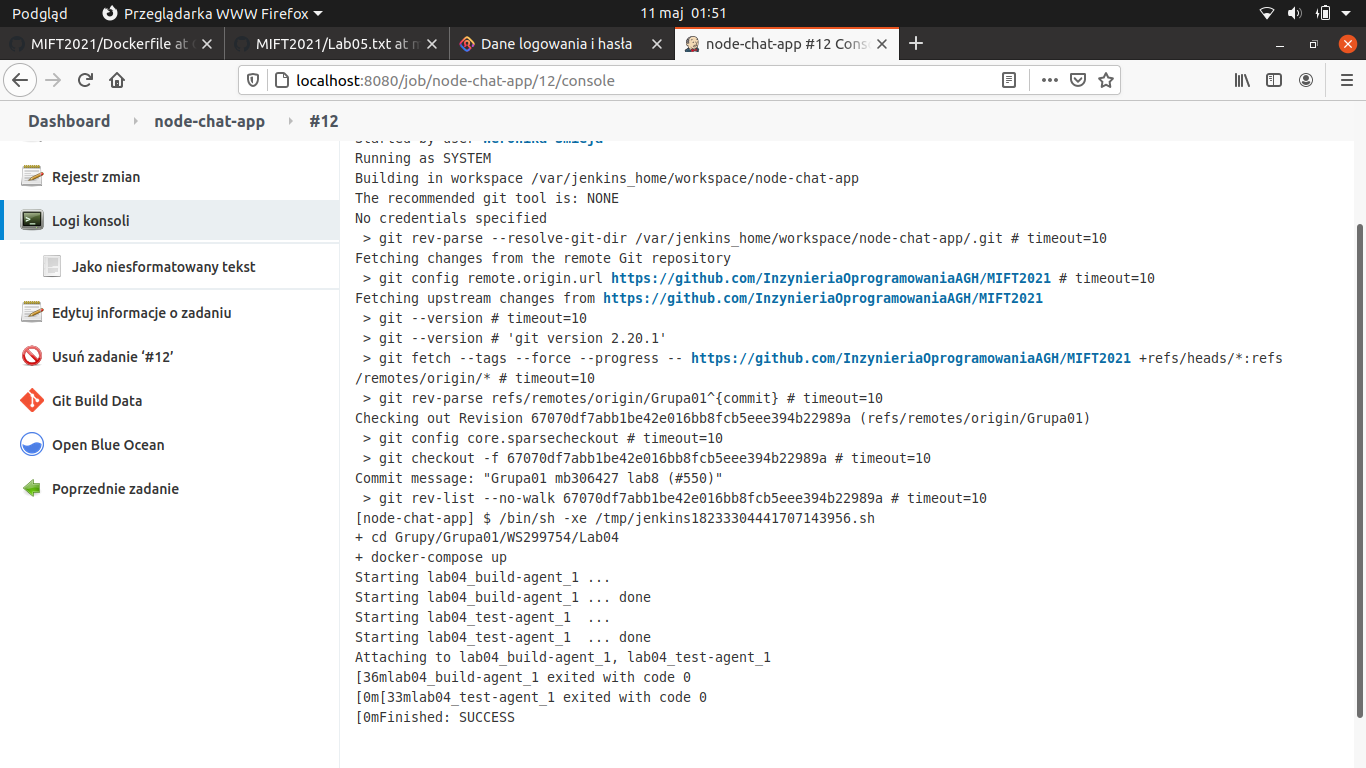 Podgląd Przeglądarka WWW Firefox 11 maj 01:51
MIFT2021/Dockerfile at MIFT2021/Lab05.txt at Dane logowania i hasła node-chat-app #12 Cons
localhost:8080/job/node-chat-app/12/console
Dashboard node-chat-app #12
Started by user
Rejestr zmian
Logi konsoli
Jako niesformatowany tekst
Edytuj informacje o zadaniu
Usuń zadanie ‘#12’
Git Build Data
Open Blue Ocean
Poprzednie zadanie
Running as SYSTEM
Building in workspace /var/jenkins_home/workspace/node-chat-app
The recommended git tool is: NONE
No credentials specified
> git rev-parse --resolve-git-dir /var/jenkins_home/workspace/node-chat-app/.git # timeout=10
Fetching changes from the remote Git repository
> git config remote.origin.url https://github.com/InzynieriaOprogramowaniaAGH/MIFT2021 # timeout=10
Fetching upstream changes from https://github.com/InzynieriaOprogramowaniaAGH/MIFT2021
> git --version # timeout=10
> git --version # 'git version 2.20.1'
> git fetch --tags --force --progress -- https://github.com/InzynieriaOprogramowaniaAGH/MIFT2021 +refs/heads/*:refs
/remotes/origin/* # timeout=10
> git rev-parse refs/remotes/origin/Grupa01^{commit} # timeout=10
Checking out Revision 67070df7abb1be42e016bb8fcb5eee394b22989a (refs/remotes/origin/Grupa01)
> git config core.sparsecheckout # timeout=10
> git checkout -f 67070df7abb1be42e016bb8fcb5eee394b22989a # timeout=10
Commit message: "Grupa01 mb306427 lab8 (#550)"
> git rev-list --no-walk 67070df7abb1be42e016bb8fcb5eee394b22989a # timeout=10
[node-chat-app] $ /bin/sh -xe /tmp/jenkins18233304441707143956.sh
+ cd Grupy/Grupa01/WS299754/Lab04
+ docker-compose up
Starting lab04_build-agent_1 ...
Starting lab04_build-agent_1 ... done
Starting lab04_test-agent_1  ...
Starting lab04_test-agent_1  ... done
Attaching to lab04_build-agent_1, lab04_test-agent_1
[36mlab04_build-agent_1 exited with code 0
[0m[33mlab04_test-agent_1 exited with code 0
[0mFinished: SUCCESS